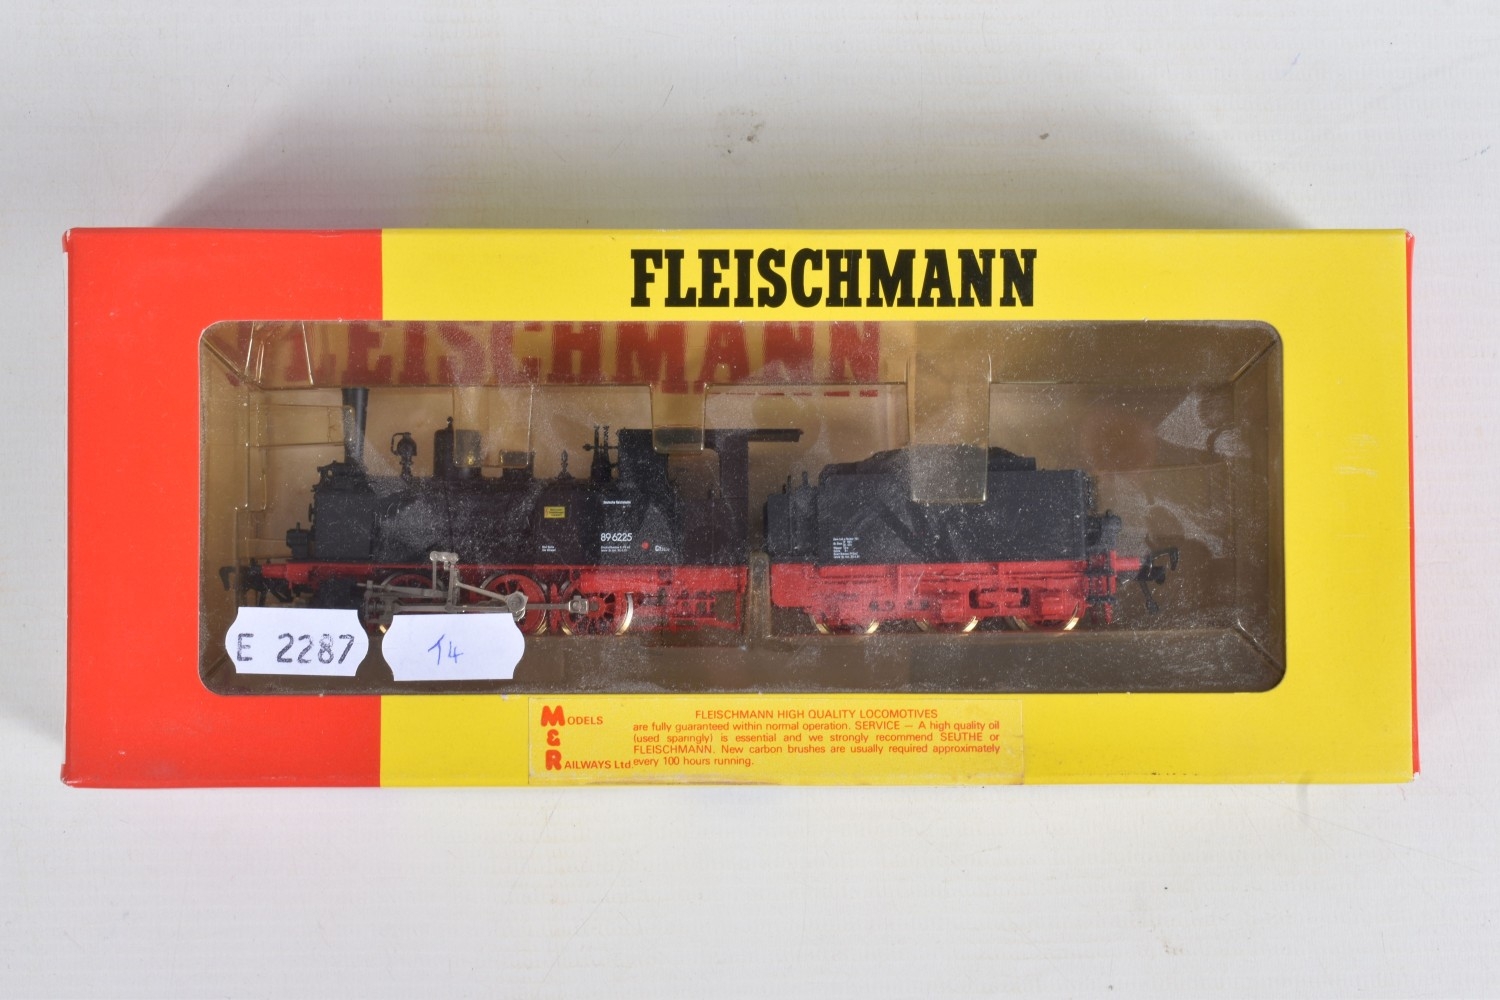 FLEISCHMANN
FLEISCHMANN
89 6225
E 2287
T4
MODELS
&
RAILWAYS Ltd.
FLEISCHMANN HIGH QUALITY LOCOMOTIVES
are fully guaranteed within normal operation. SERVICE — A high quality oil
(used sparingly) is essential and we strongly recommend SEUTHE or
FLEISCHMANN. New carbon brushes are usually required approximately
every 100 hours running.